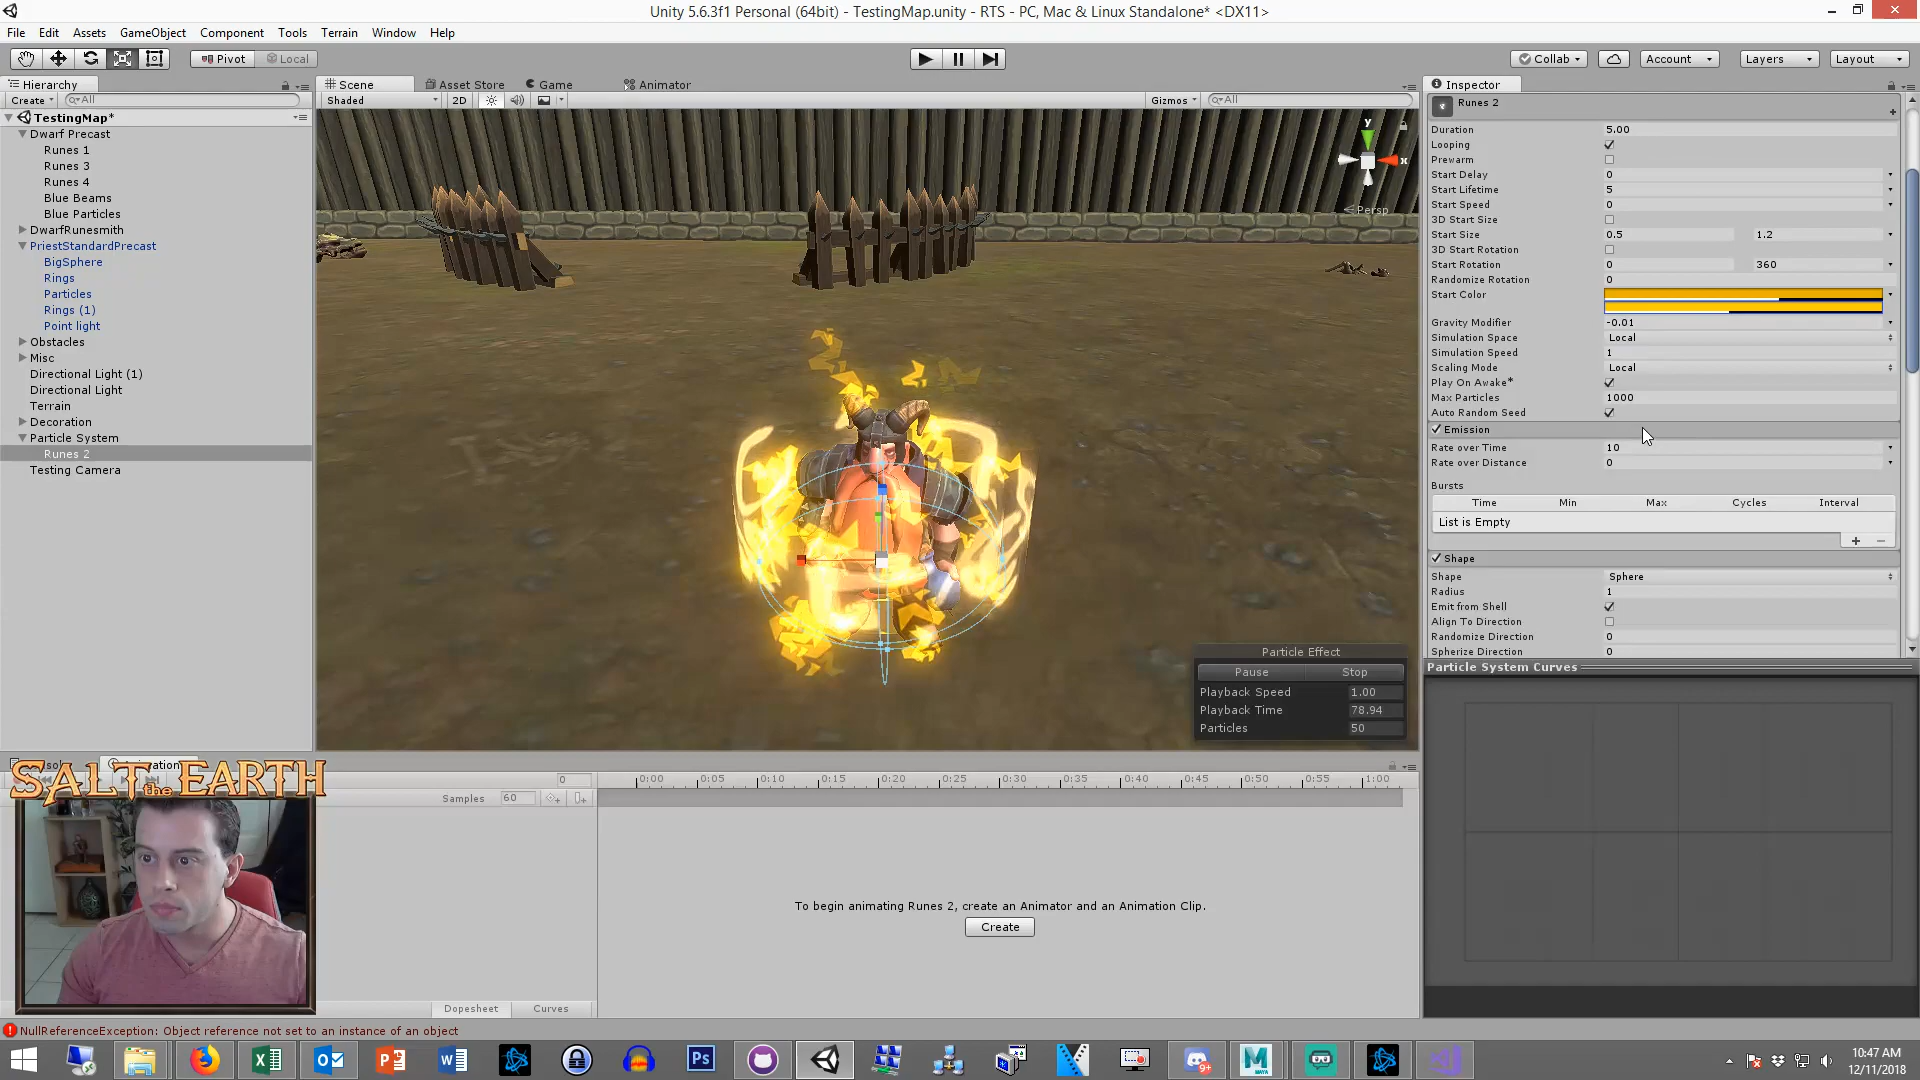 Unity 5.6.3f1 Personal (64bit) - TestingMap.unity - RTS - PC, Mac & Linux Standalone* <DX11>
File Edit Assets GameObject Component Tools Terrain Window Help
Pivot Local Collab Account Layers Layout
Hierarchy
Create All
TestingMap*
Dwarf Precast
Runes 1
Runes 3
Runes 4
Blue Beams
Blue Particles
DwarfRunesmith
PriestStandardPrecast
BigSphere
Rings
Particles
Rings (1)
Point light
Obstacles
Misc
Directional Light (1)
Directional Light
Terrain
Decoration
Particle System
Runes 2
Testing Camera
Scene Asset Store Game Animator
Shaded 2D Gizmos All
y
x
Persp
Particle Effect
Pause Stop
Playback Speed 1.00
Playback Time 78.94
Particles 50
Inspector
Runes 2
Duration 5.00
Looping
Prewarm
Start Delay 0
Start Lifetime 5
Start Speed 0
3D Start Size
Start Size 0.5 1.2
3D Start Rotation
Start Rotation 0 360
Randomize Rotation 0
Start Color
Gravity Modifier -0.01
Simulation Space Local
Simulation Speed 1
Scaling Mode Local
Play On Awake*
Max Particles 1000
Auto Random Seed
Emission
Rate over Time 10
Rate over Distance 0
Bursts
Time Min Max Cycles Interval
List is Empty
Shape
Shape Sphere
Radius 1
Emit from Shell
Align To Direction
Randomize Direction 0
Spherize Direction 0
Particle System Curves
SALT the EARTH
0 0:00 0:05 0:10 0:15 0:20 0:25 0:30 0:35 0:40 0:45 0:50 0:55 1:00
Samples 60
To begin animating Runes 2, create an Animator and an Animation Clip.
Create
Dopesheet Curves
NullReferenceException: Object reference not set to an instance of an object
Ps
9+
10:47 AM
12/11/2018